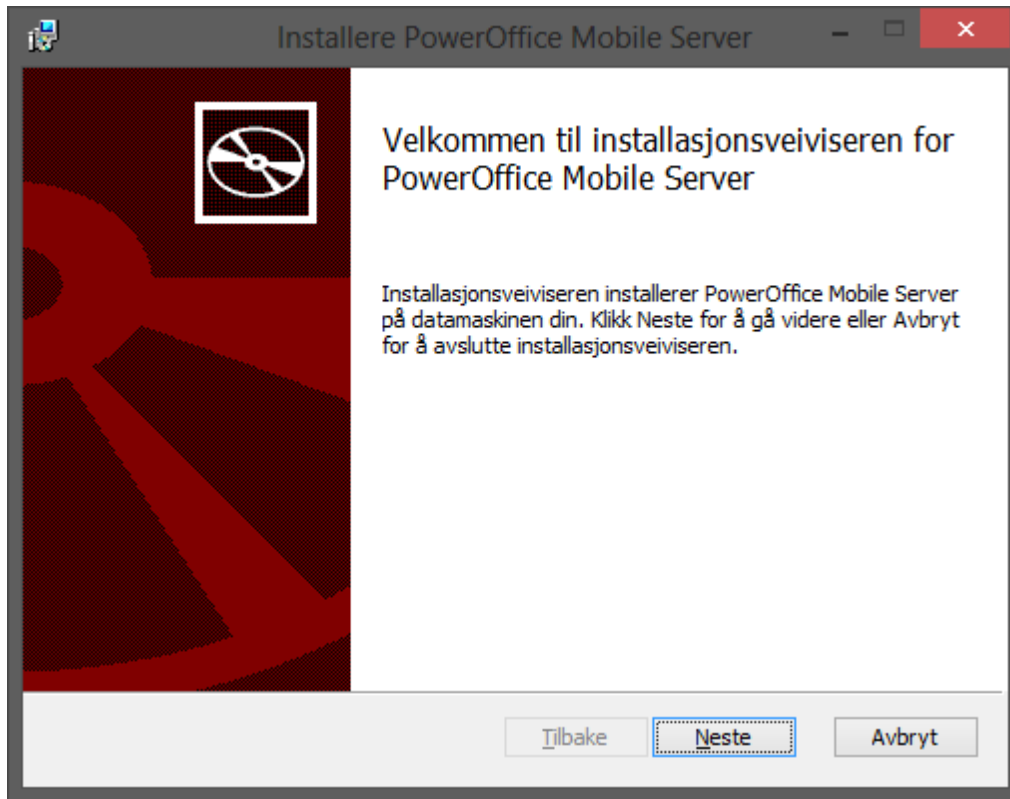 Installere PowerOffice Mobile Server
Velkommen til installasjonsveiviseren for
PowerOffice Mobile Server
Installasjonsveiviseren installerer PowerOffice Mobile Server
på datamaskinen din. Klikk Neste for å gå videre eller Avbryt
for å avslutte installasjonsveiviseren.
Tilbake
Neste
Avbryt